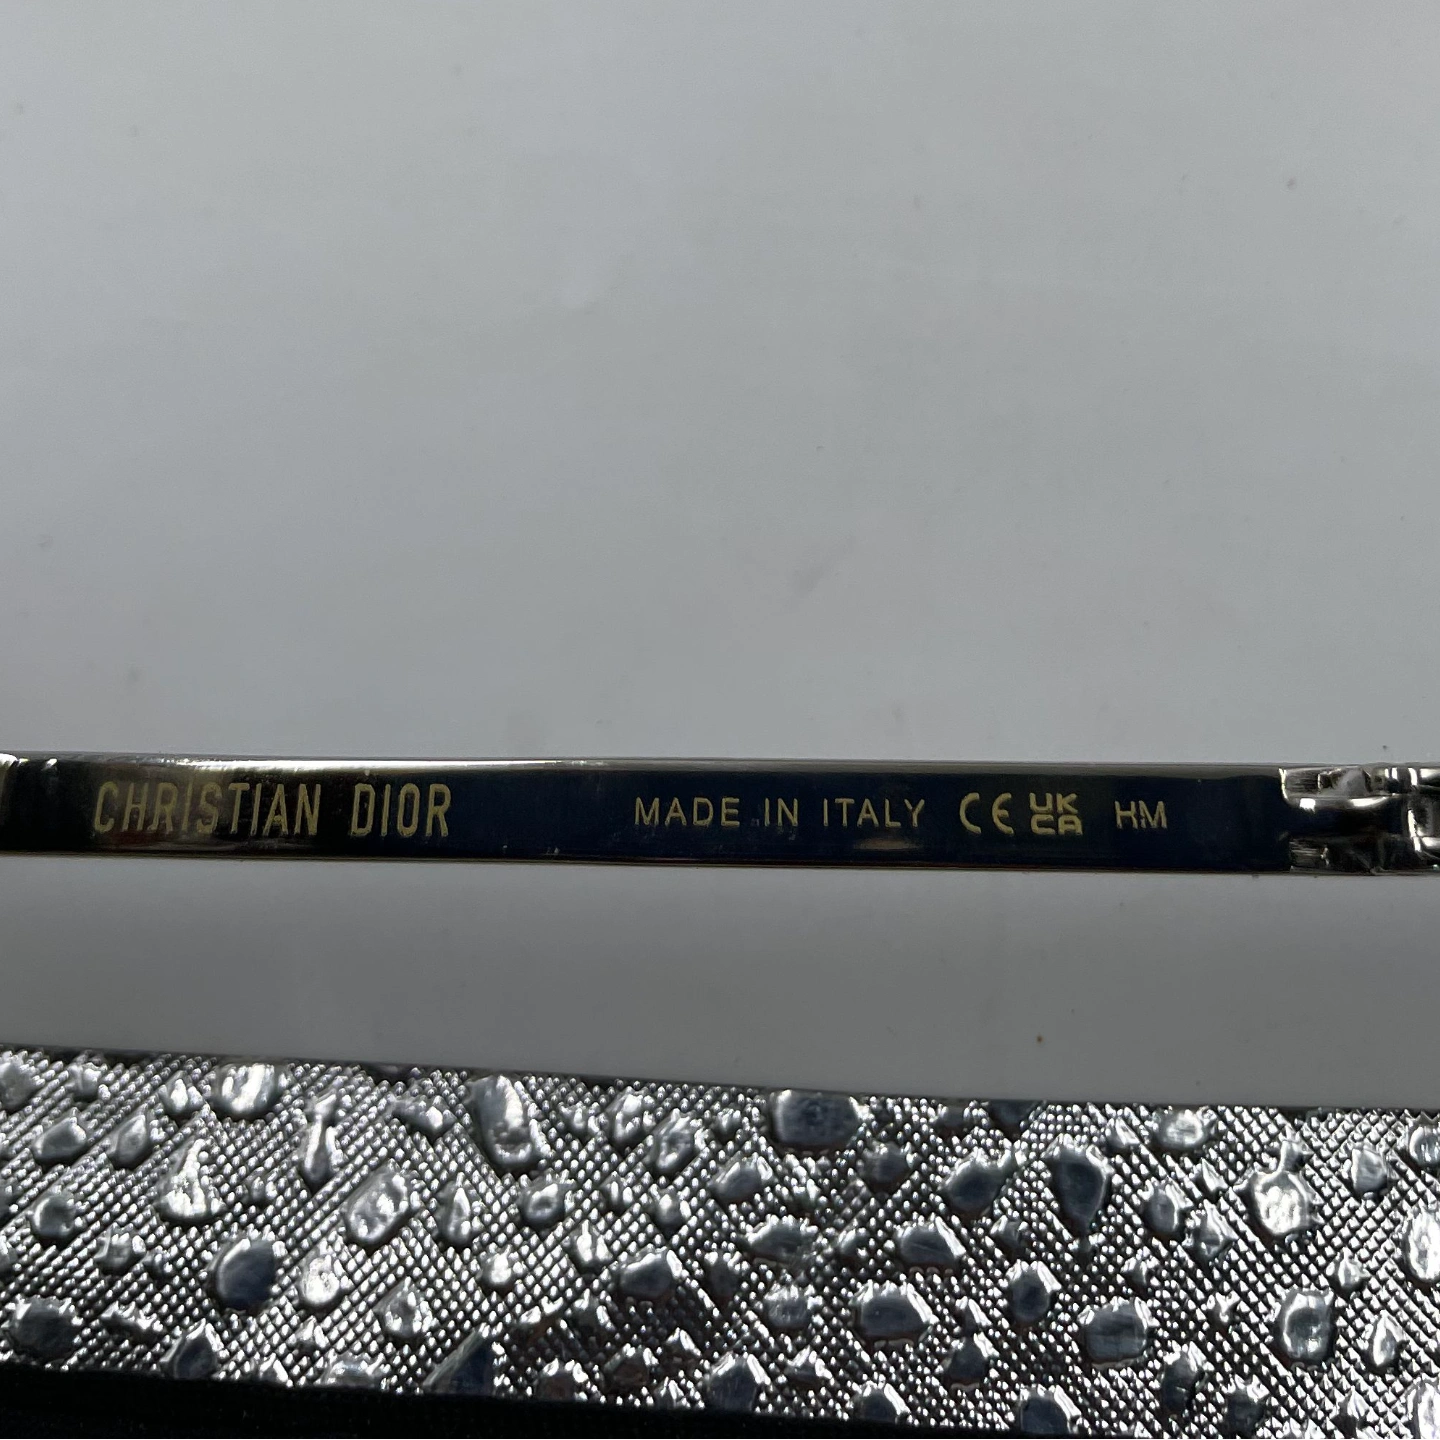 CHRISTIAN DIOR MADE IN ITALY CE UK CA HM